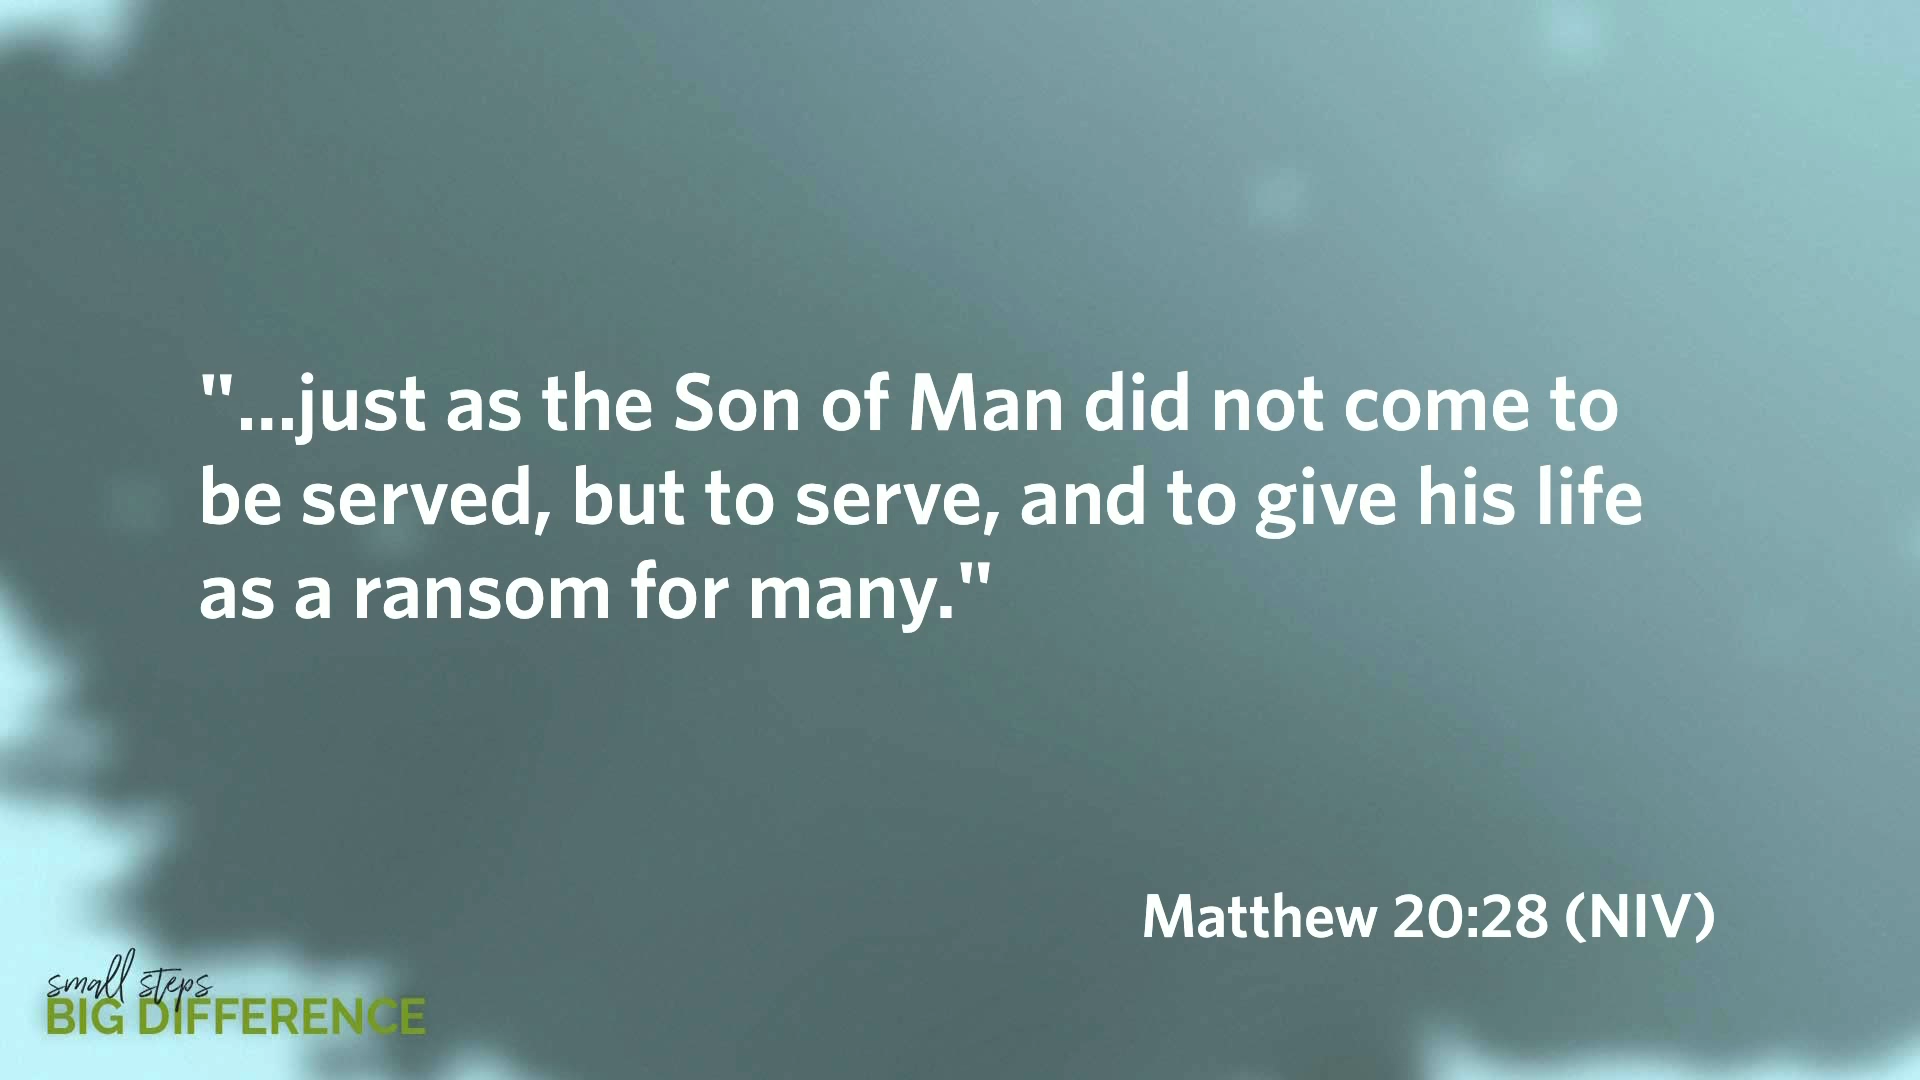 "...just as the Son of Man did not come to
be served, but to serve, and to give his life
as a ransom for many."
Matthew 20:28 (NIV)
small steps
BIG DIFFERENCE